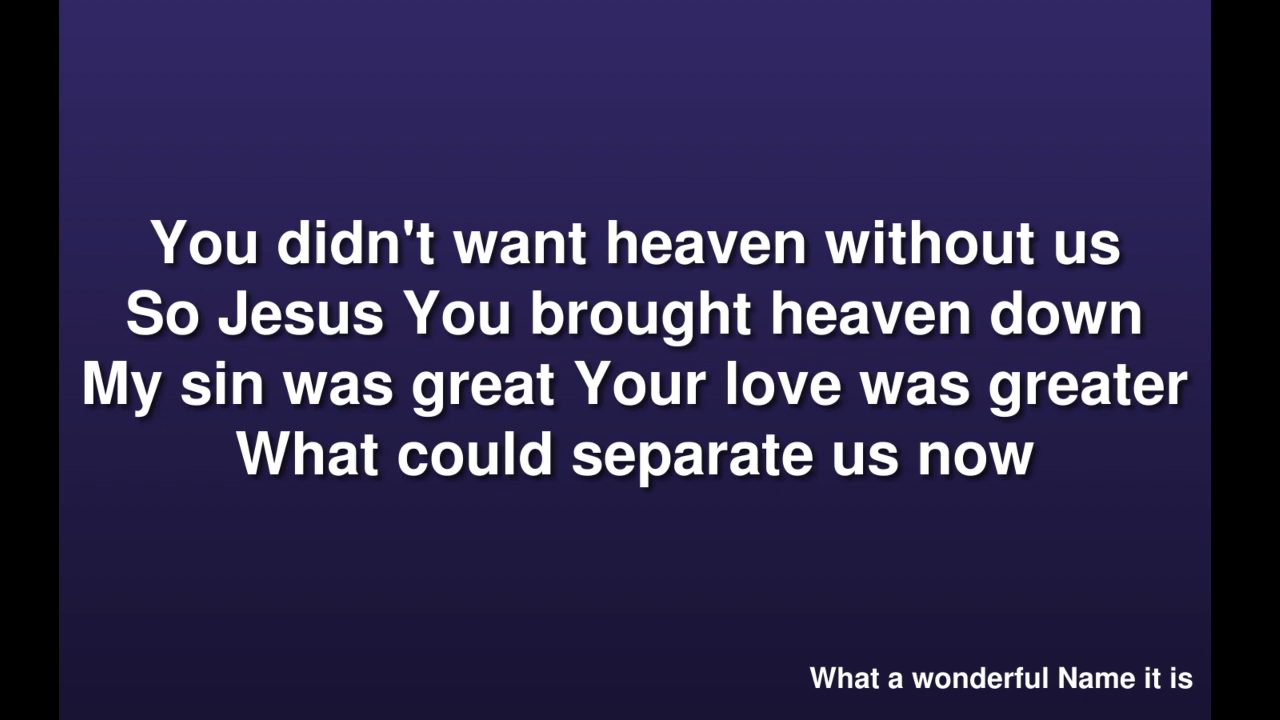 You didn't want heaven without us
So Jesus You brought heaven down
My sin was great Your love was greater
What could separate us now
What a wonderful Name it is